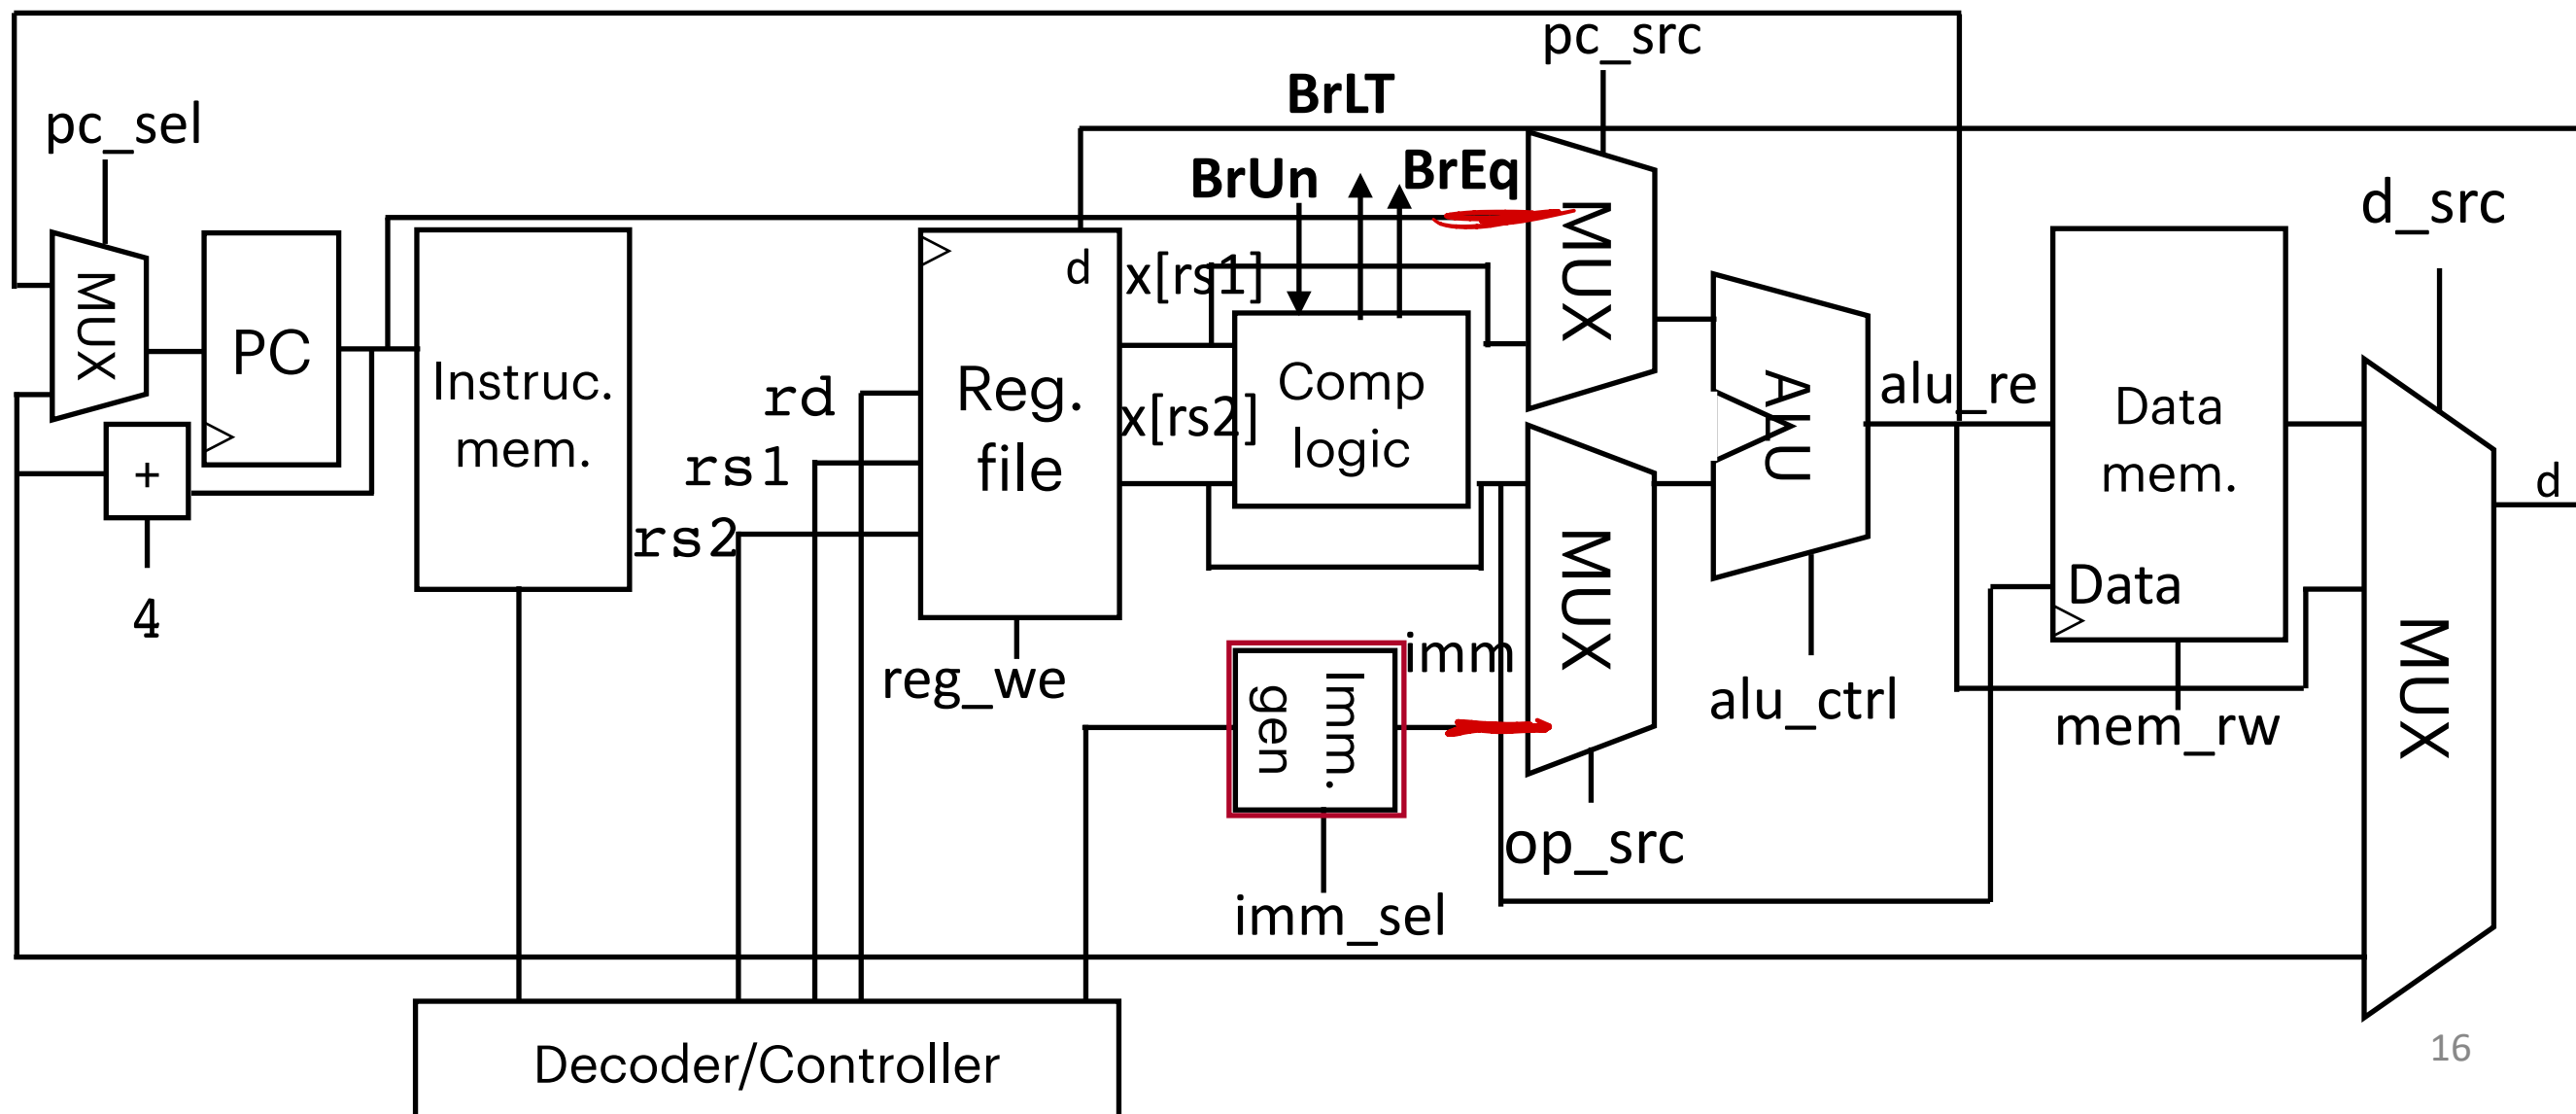 pc_src
BrLT
pc_sel
BrUn
BrEq
d_src
MUX
MUX
d
x[rs1]
PC
Instruc.
mem.
rd
Reg.
file
x[rs2]
Comp
logic
ALU
alu_re
Data
mem.
rs1
+
d
rs2
4
MUX
Data
reg_we
Imm.
gen
imm
alu_ctrl
mem_rw
MUX
op_src
imm_sel
Decoder/Controller
16